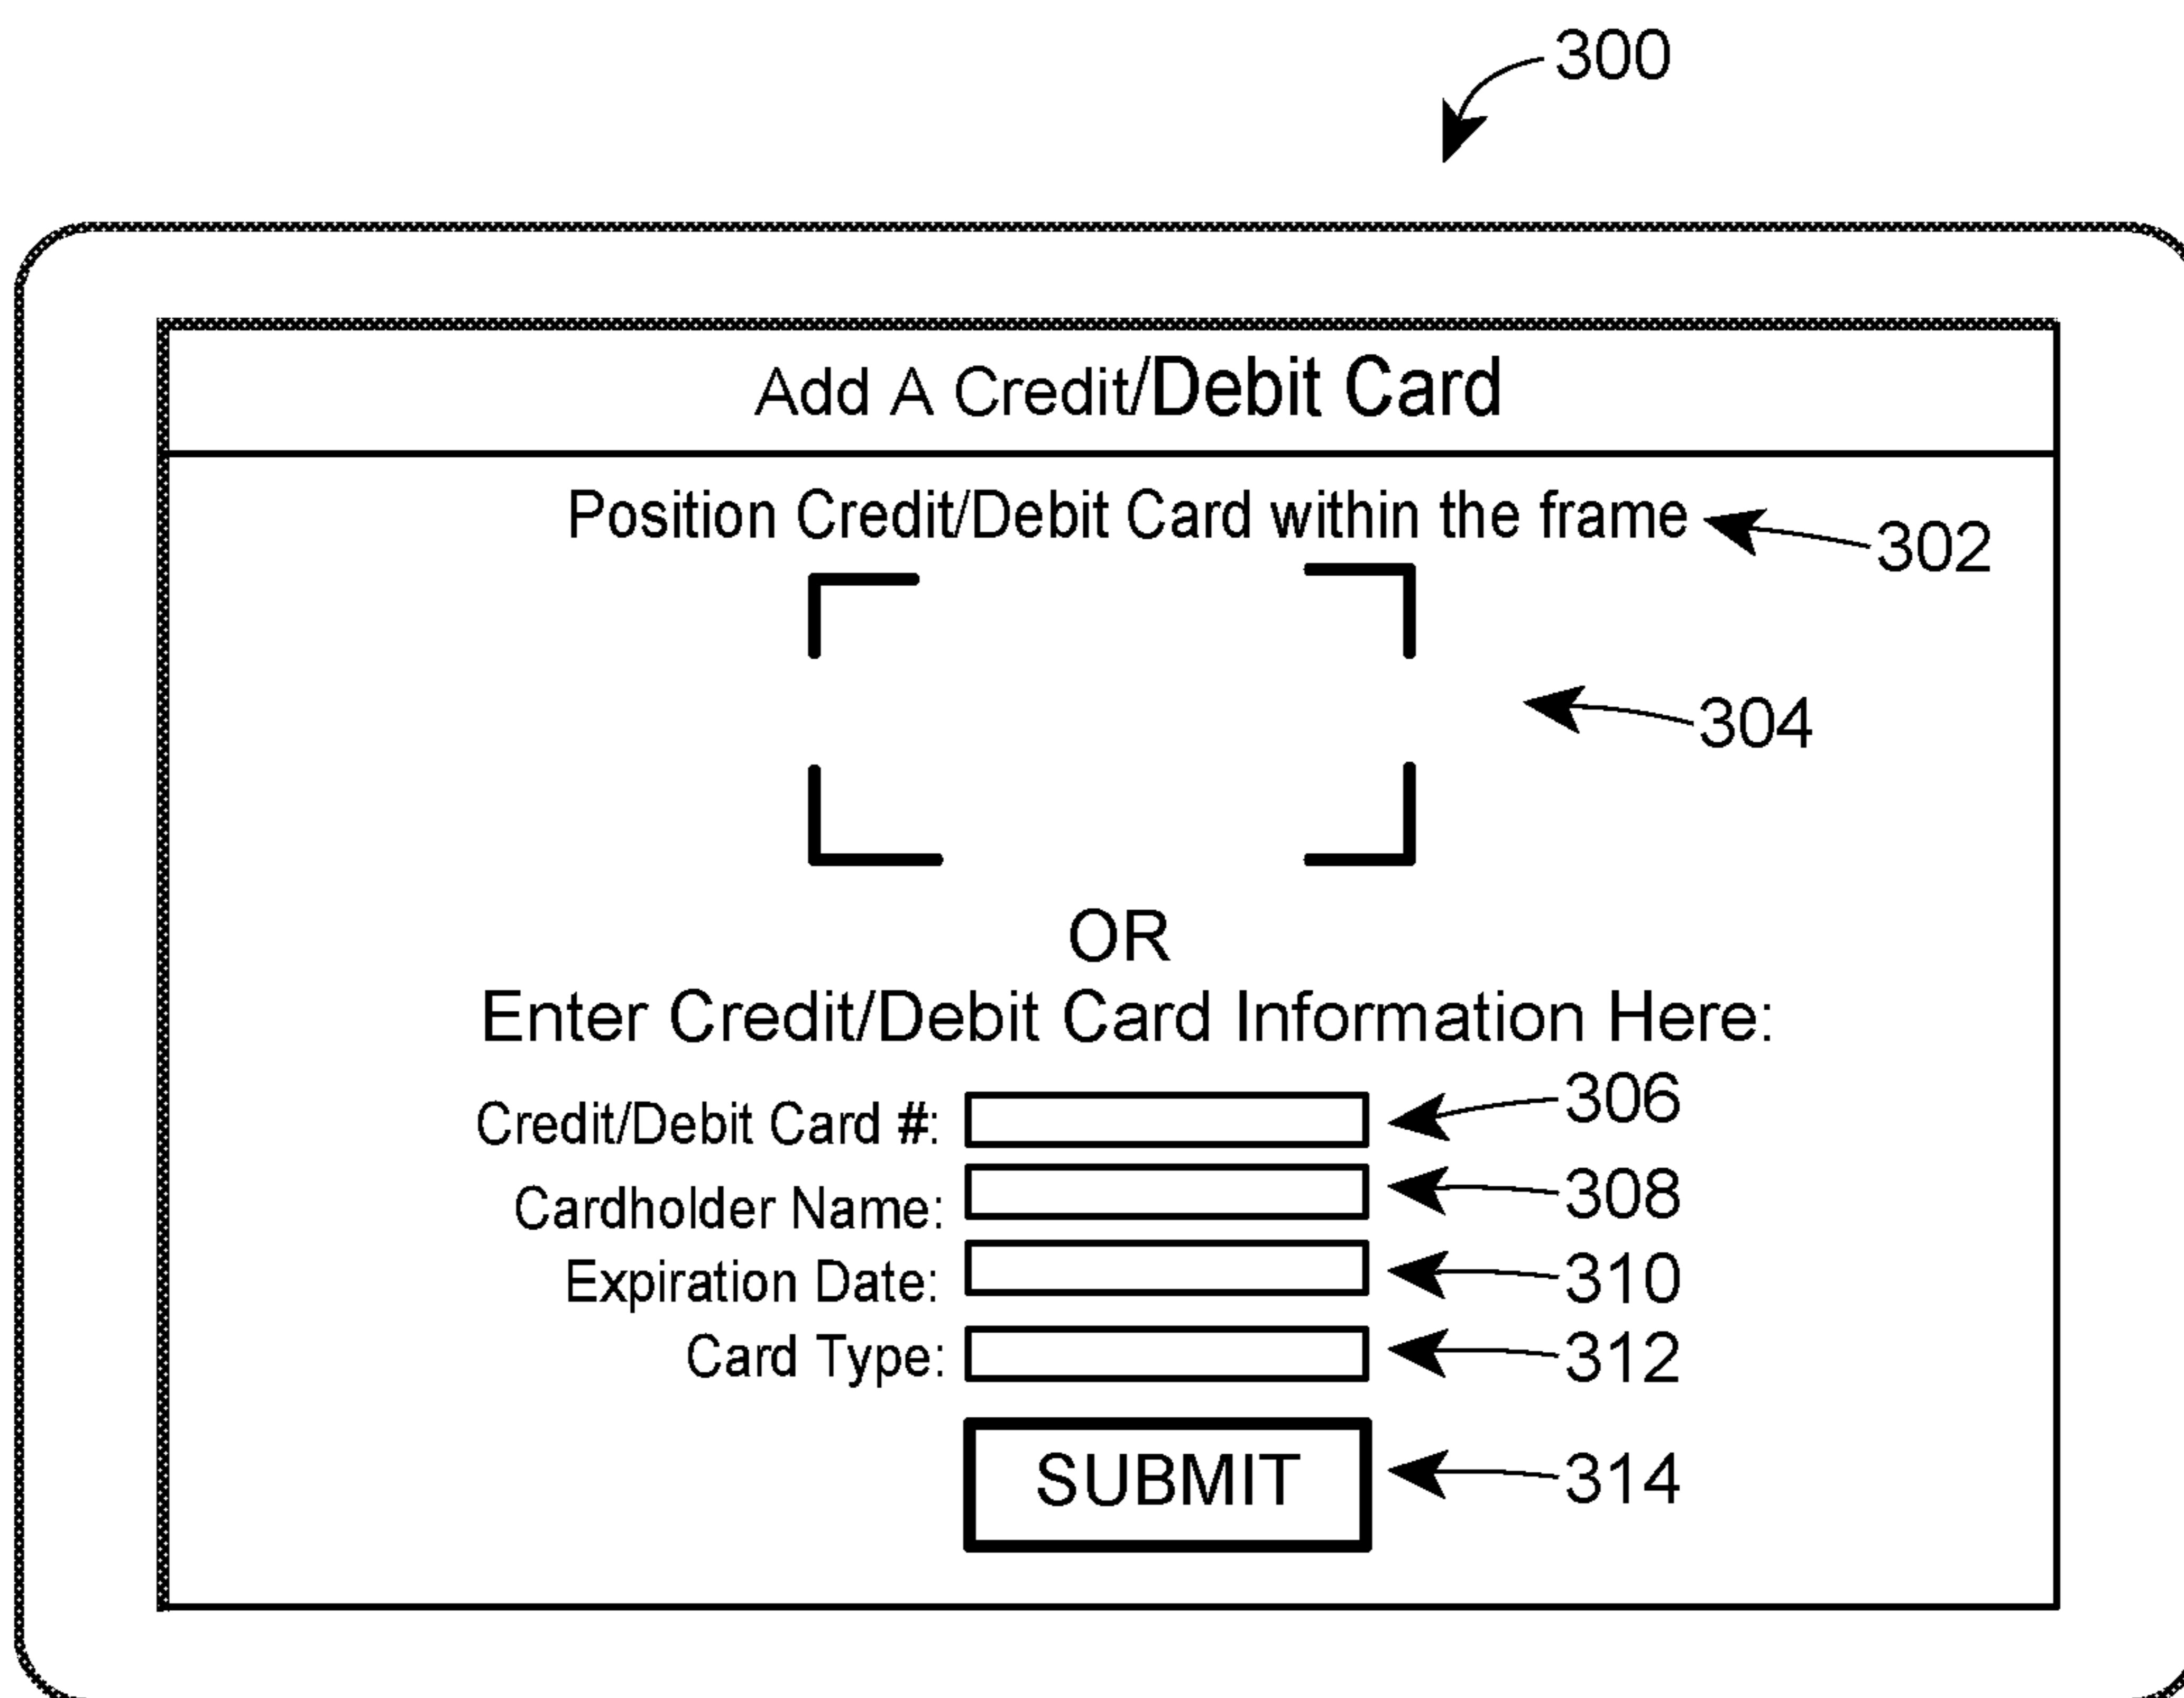 300
Add A Credit/Debit Card
Position Credit/Debit Card within the frame
302
304
OR
Enter Credit/Debit Card Information Here:
Credit/Debit Card #:
306
Cardholder Name:
308
Expiration Date:
310
Card Type:
312
SUBMIT
314